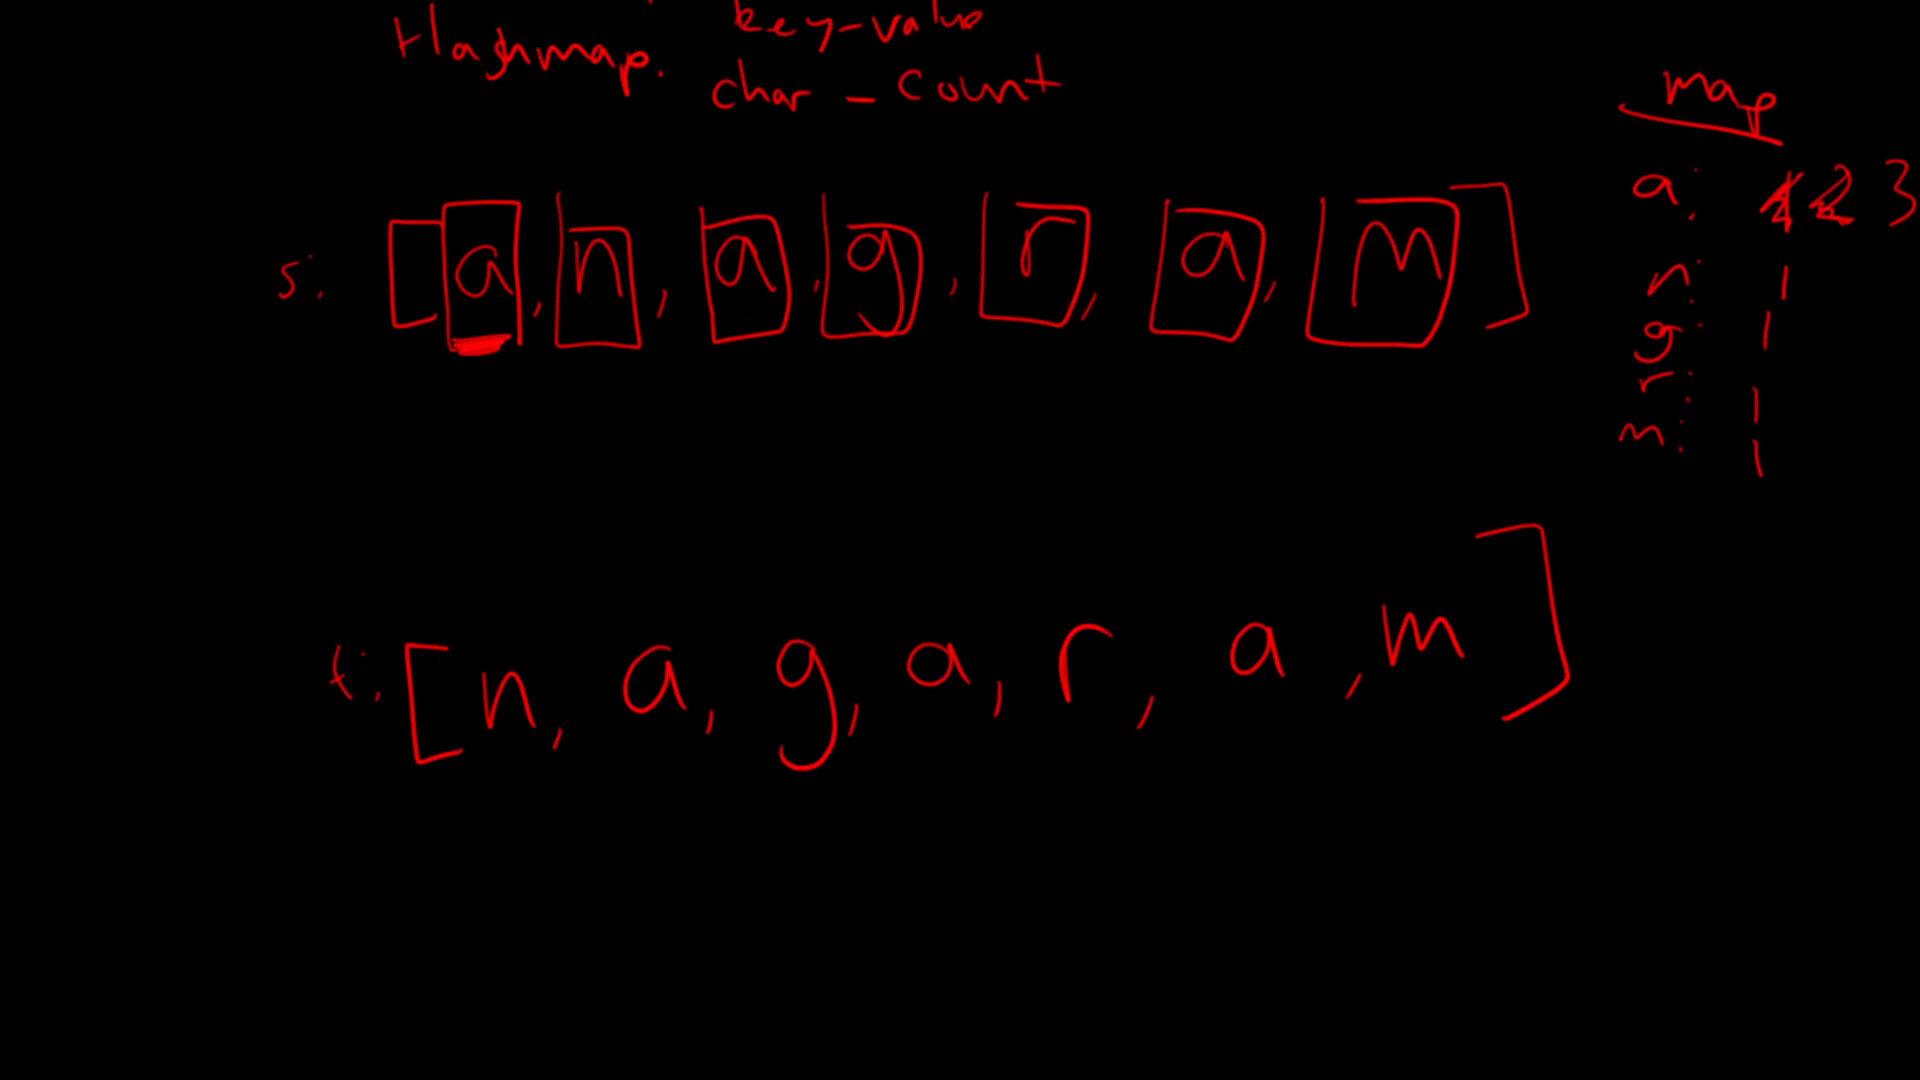 Hashmap. key-value
char - count
map
s: [a, n, a, g, r, a, m]
a: 1 2 3
n: 1
g: 1
r: 1
m: 1
t: [n, a, g, a, r, a, m]